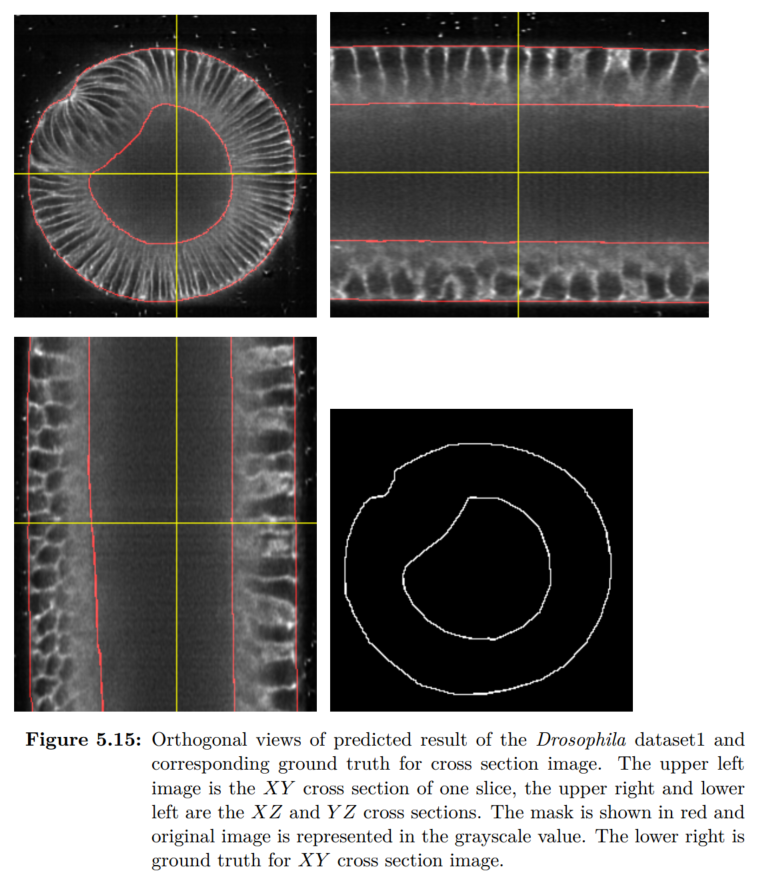 Figure 5.15: Orthogonal views of predicted result of the Drosophila dataset1 and
corresponding ground truth for cross section image. The upper left
image is the XY cross section of one slice, the upper right and lower
left are the XZ and YZ cross sections. The mask is shown in red and
original image is represented in the grayscale value. The lower right is
ground truth for XY cross section image.